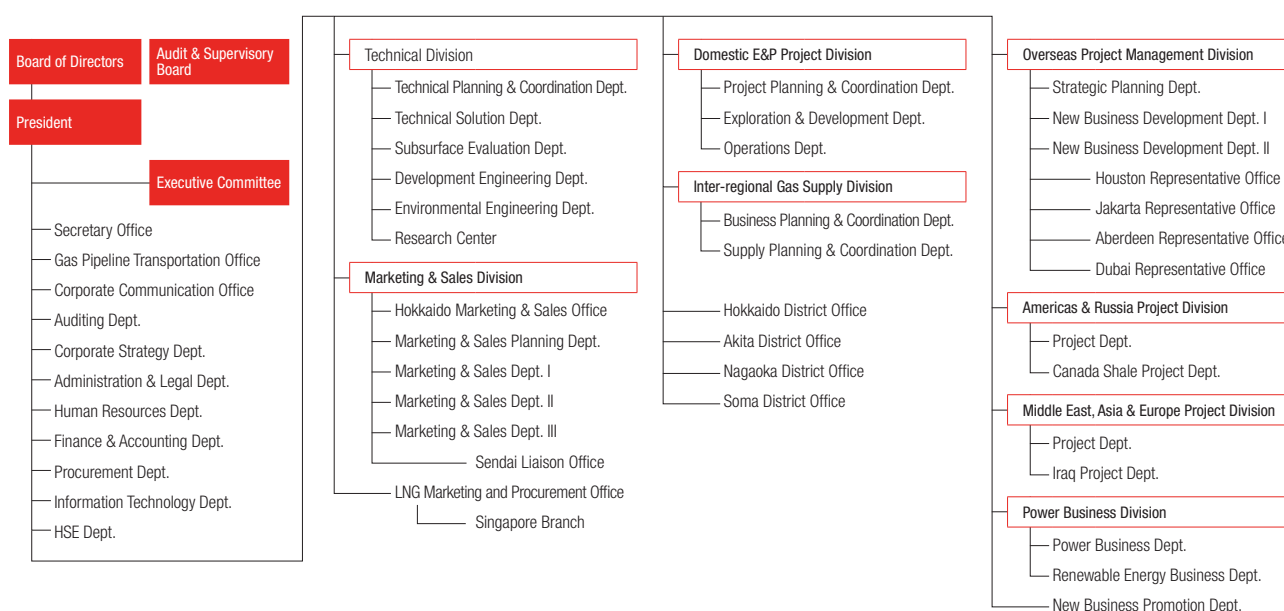 Board of Directors
Audit & Supervisory
Board
President
Executive Committee
Secretary Office
Gas Pipeline Transportation Office
Corporate Communication Office
Auditing Dept.
Corporate Strategy Dept.
Administration & Legal Dept.
Human Resources Dept.
Finance & Accounting Dept.
Procurement Dept.
Information Technology Dept.
HSE Dept.
Technical Division
Technical Planning & Coordination Dept.
Technical Solution Dept.
Subsurface Evaluation Dept.
Development Engineering Dept.
Environmental Engineering Dept.
Research Center
Marketing & Sales Division
Hokkaido Marketing & Sales Office
Marketing & Sales Planning Dept.
Marketing & Sales Dept. I
Marketing & Sales Dept. II
Marketing & Sales Dept. III
Sendai Liaison Office
LNG Marketing and Procurement Office
Singapore Branch
Domestic E&P Project Division
Project Planning & Coordination Dept.
Exploration & Development Dept.
Operations Dept.
Inter-regional Gas Supply Division
Business Planning & Coordination Dept.
Supply Planning & Coordination Dept.
Hokkaido District Office
Akita District Office
Nagaoka District Office
Soma District Office
Overseas Project Management Division
Strategic Planning Dept.
New Business Development Dept. I
New Business Development Dept. II
Houston Representative Office
Jakarta Representative Office
Aberdeen Representative Office
Dubai Representative Office
Americas & Russia Project Division
Project Dept.
Canada Shale Project Dept.
Middle East, Asia & Europe Project Division
Project Dept.
Iraq Project Dept.
Power Business Division
Power Business Dept.
Renewable Energy Business Dept.
New Business Promotion Dept.